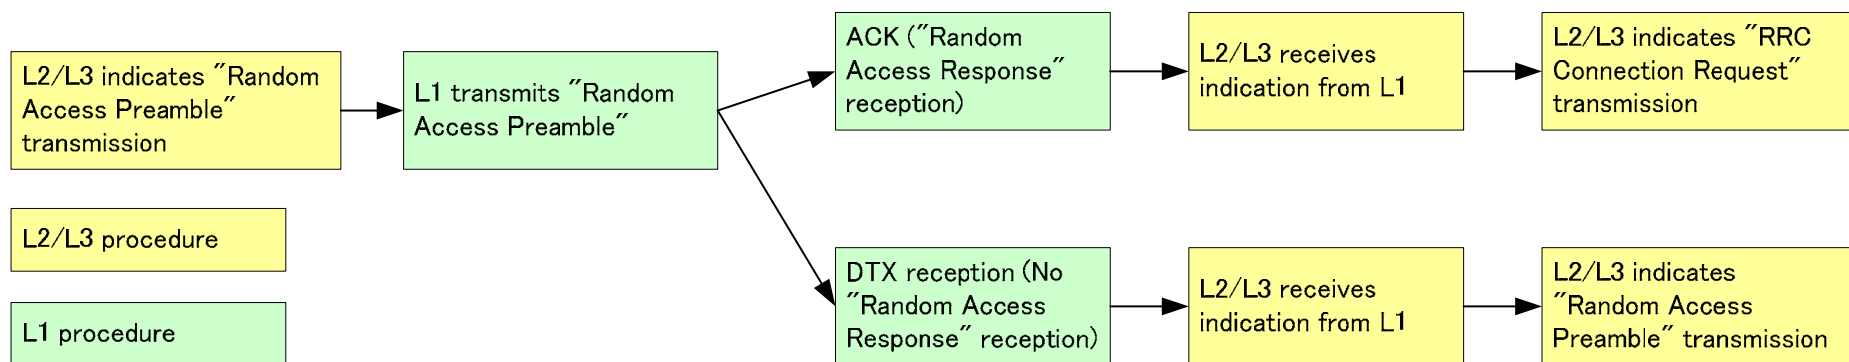 L2/L3 indicates "Random
Access Preamble"
transmission
L1 transmits "Random
Access Preamble"
ACK ("Random
Access Response"
reception)
L2/L3 receives
indication from L1
L2/L3 indicates "RRC
Connection Request"
transmission
L2/L3 procedure
L1 procedure
DTX reception (No
"Random Access
Response" reception)
L2/L3 receives
indication from L1
L2/L3 indicates
"Random Access
Preamble" transmission